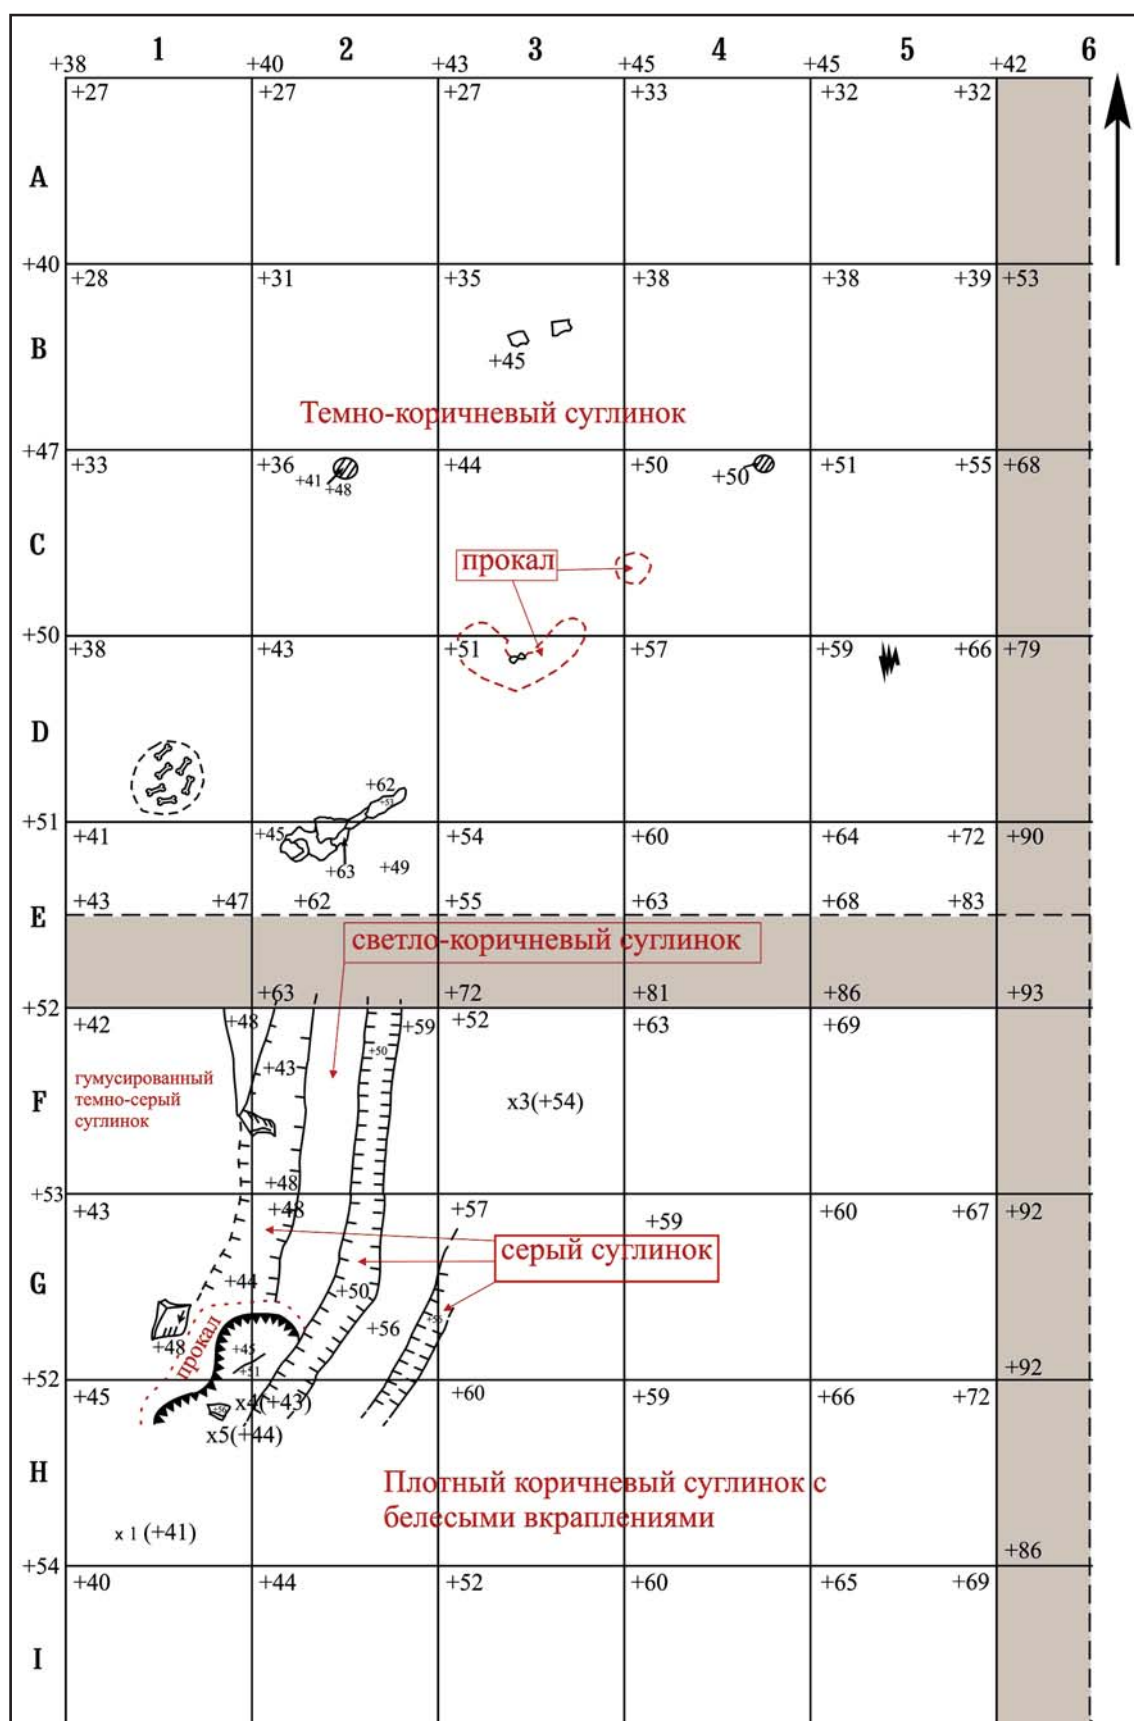 1 2 3 4 5 6
+38 +40 +43 +45 +45 +42
+27 +27 +27 +33 +32 +32
A
+40
+28 +31 +35 +38 +38 +39 +53
B
+45
Темно-коричневый суглинок
+47
+33 +36 +44 +50 +51 +55 +68
+41 +48 +50
C
прокал
+50
+38 +43 +51 +57 +59 +66 +79
D
+62
+51
+41 +45 +54 +60 +64 +72 +90
+63 +49
+43 +47 +62 +55 +63 +68 +83
E
светло-коричневый суглинок
+63 +72 +81 +86 +93
+52
+42 +48 +59 +52 +63 +69
+50
+43
гумусированный
темно-серый
суглинок
F
x3(+54)
+48
+53
+43 +48 +57 +59 +60 +67 +92
серый суглинок
G
+44 +50
+56
+48
прокал
+45
+51
+92
+52
+45 x4(+43) +60 +59 +66 +72
x5(+44)
H
Плотный коричневый суглинок с
белесыми вкраплениями
x 1 (+41)
+86
+54
+40 +44 +52 +60 +65 +69
I